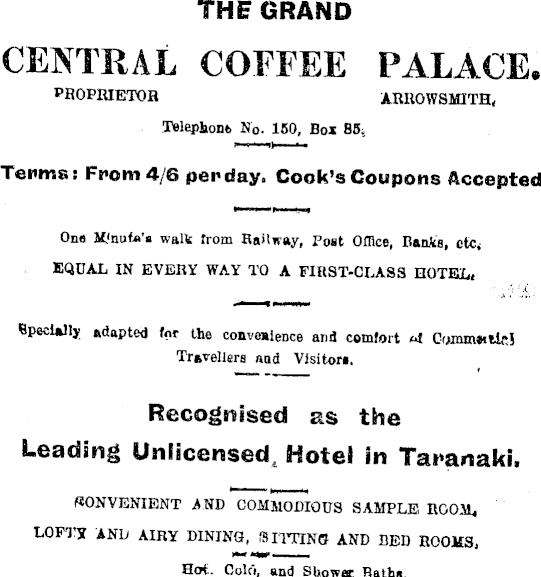 THE GRAND
CENTRAL COFFEE PALACE.
PROPRIETOR ARROWSMITH,
Telephone No. 150, Box 85,
Terms: From 4/6 per day. Cook's Coupons Accepted
One Minute's walk from Railway, Post Office, Banks, etc,
EQUAL IN EVERY WAY TO A FIRST-CLASS HOTEL,
Specially adapted for the convenience and comfort of Commercial
Travellers and Visitors.
Recognised as the
Leading Unlicensed, Hotel in Taranaki.
CONVENIENT AND COMMODIOUS SAMPLE ROOM,
LOFTY AND AIRY DINING, SITTING AND BED ROOMS,
Hot, Cold, and Shower Baths.